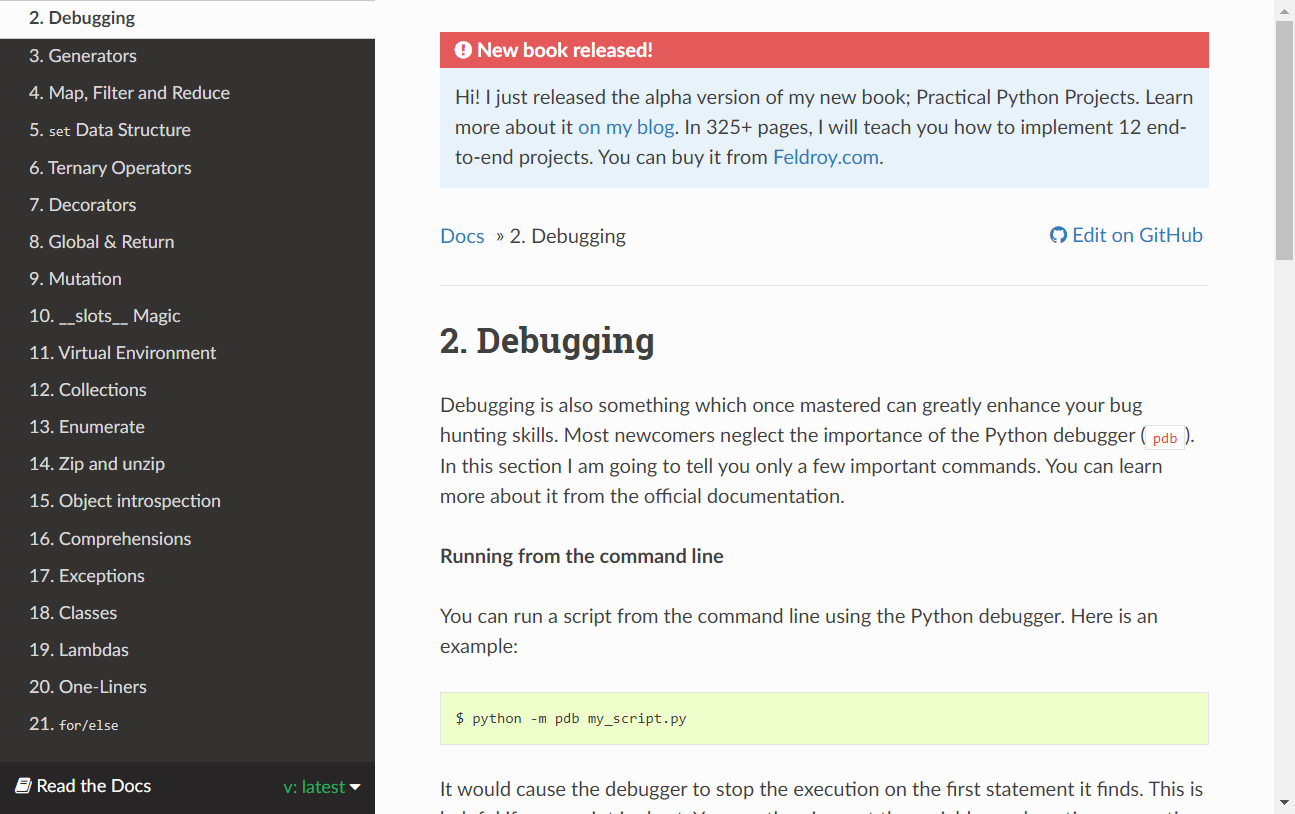 2. Debugging
3. Generators
4. Map, Filter and Reduce
5. set Data Structure
6. Ternary Operators
7. Decorators
8. Global & Return
9. Mutation
10. __slots__ Magic
11. Virtual Environment
12. Collections
13. Enumerate
14. Zip and unzip
15. Object introspection
16. Comprehensions
17. Exceptions
18. Classes
19. Lambdas
20. One-Liners
21. for/else
Read the Docs
v: latest
New book released!
Hi! I just released the alpha version of my new book; Practical Python Projects. Learn
more about it on my blog. In 325+ pages, I will teach you how to implement 12 end-
to-end projects. You can buy it from Feldroy.com.
Docs » 2. Debugging
Edit on GitHub
2. Debugging
Debugging is also something which once mastered can greatly enhance your bug
hunting skills. Most newcomers neglect the importance of the Python debugger (pdb).
In this section I am going to tell you only a few important commands. You can learn
more about it from the official documentation.
Running from the command line
You can run a script from the command line using the Python debugger. Here is an
example:
$ python -m pdb my_script.py
It would cause the debugger to stop the execution on the first statement it finds. This is